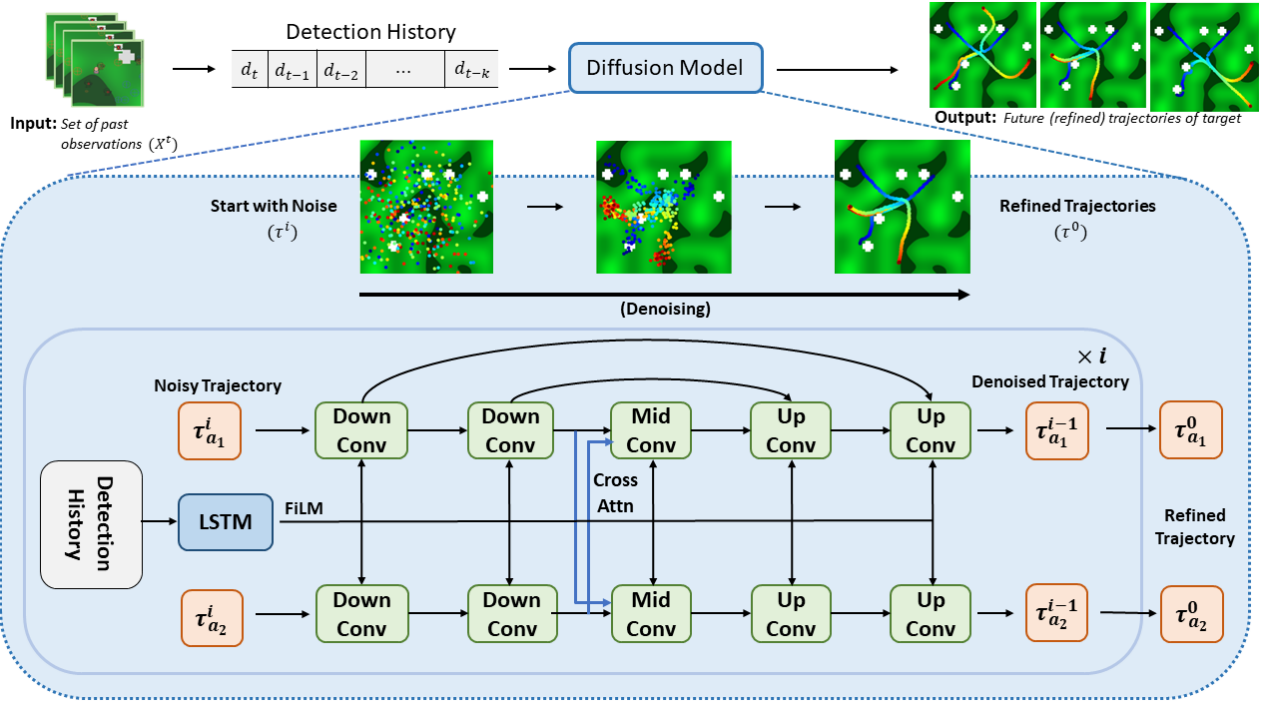 Detection History
d_t d_{t-1} d_{t-2} ... d_{t-k}
Diffusion Model
Input: Set of past
observations (X^t)
Output: Future (refined) trajectories of target
Start with Noise
(τ^i)
Refined Trajectories
(τ^0)
(Denoising)
× i
Noisy Trajectory
Denoised Trajectory
τ^i_{a_1}
Down
Conv
Down
Conv
Mid
Conv
Up
Conv
Up
Conv
τ^{i-1}_{a_1}
τ^0_{a_1}
Detection
History
LSTM
FiLM
Cross
Attn
Refined
Trajectory
τ^i_{a_2}
Down
Conv
Down
Conv
Mid
Conv
Up
Conv
Up
Conv
τ^{i-1}_{a_2}
τ^0_{a_2}